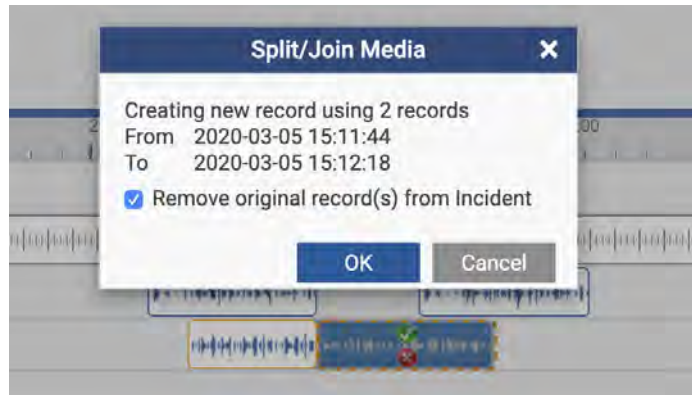 Split/Join Media
Creating new record using 2 records
From 2020-03-05 15:11:44
To 2020-03-05 15:12:18
Remove original record(s) from Incident
OK
Cancel